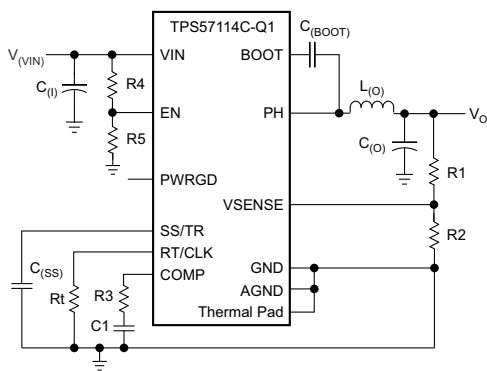 TPS57114C-Q1
V(VIN)
VIN
BOOT
C(BOOT)
C(I)
R4
L(O)
EN
PH
VO
R5
C(O)
R1
PWRGD
VSENSE
R2
SS/TR
RT/CLK
C(SS)
COMP
GND
Rt
R3
AGND
C1
Thermal Pad